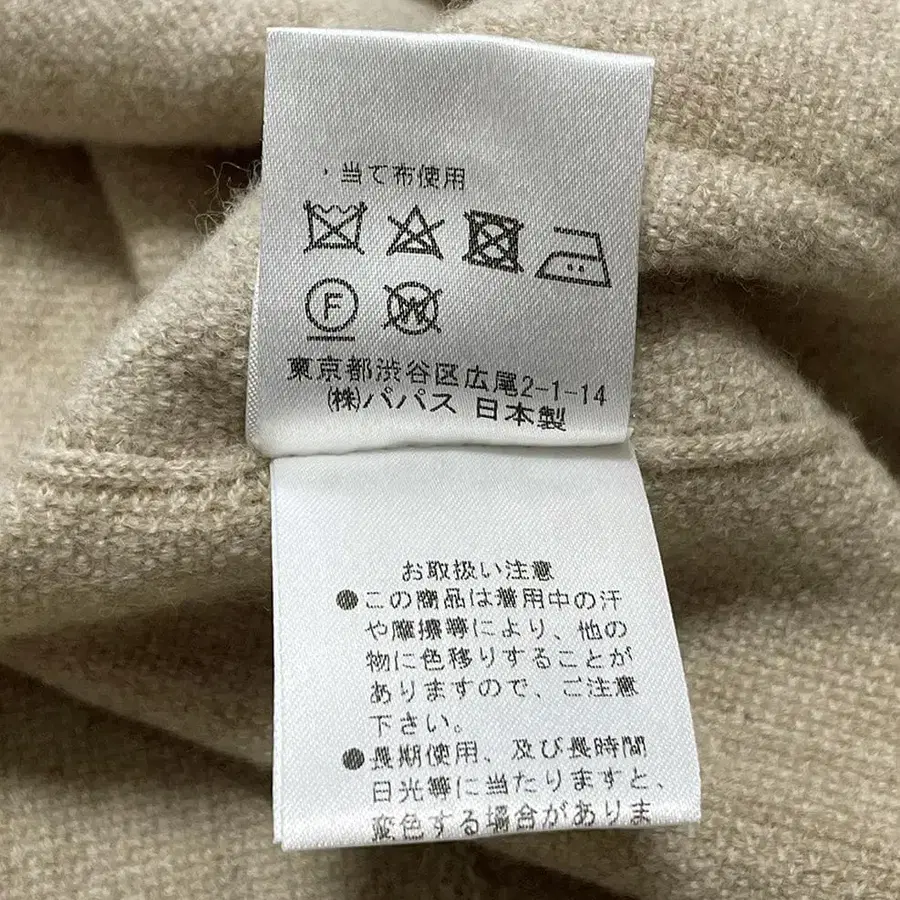 ・当て布使用
F
W
東京都渋谷区広尾2-1-14
(株)パパス 日本製
お取扱い注意
●この商品は着用中の汗
や摩擦等により、他の
物に色移りすることが
ありますので、ご注意
下さい。
●長期使用、及び長時間
日光等に当たりますと、
変色する場合がありま